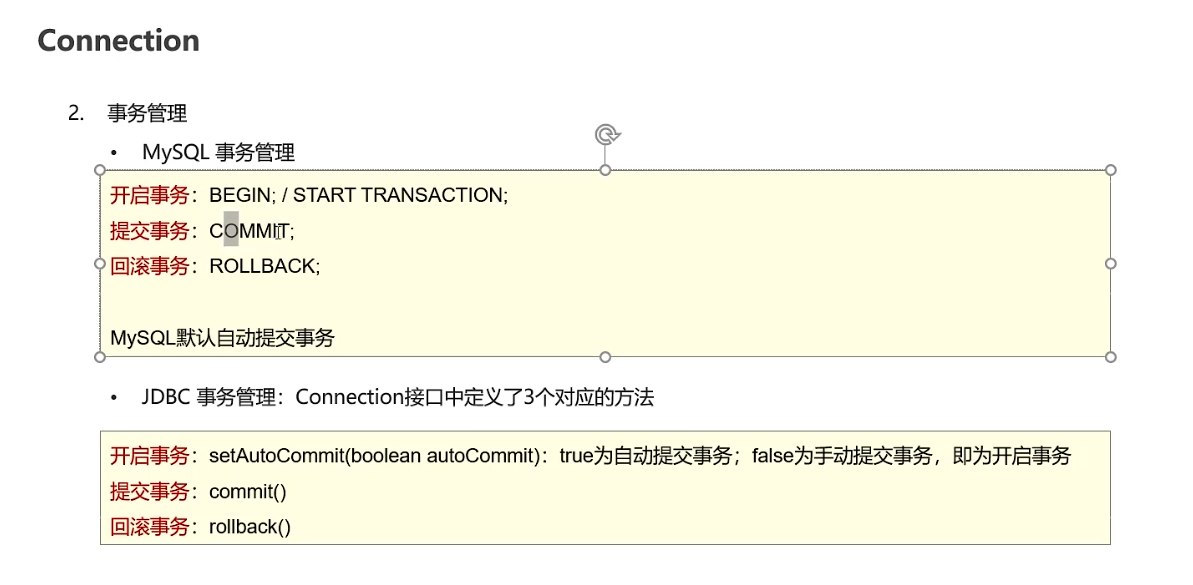 Connection
2. 事务管理
• MySQL 事务管理
开启事务：BEGIN; / START TRANSACTION;
提交事务：COMMIT;
回滚事务：ROLLBACK;
MySQL默认自动提交事务
• JDBC 事务管理：Connection接口中定义了3个对应的方法
开启事务：setAutoCommit(boolean autoCommit)：true为自动提交事务；false为手动提交事务，即为开启事务
提交事务：commit()
回滚事务：rollback()